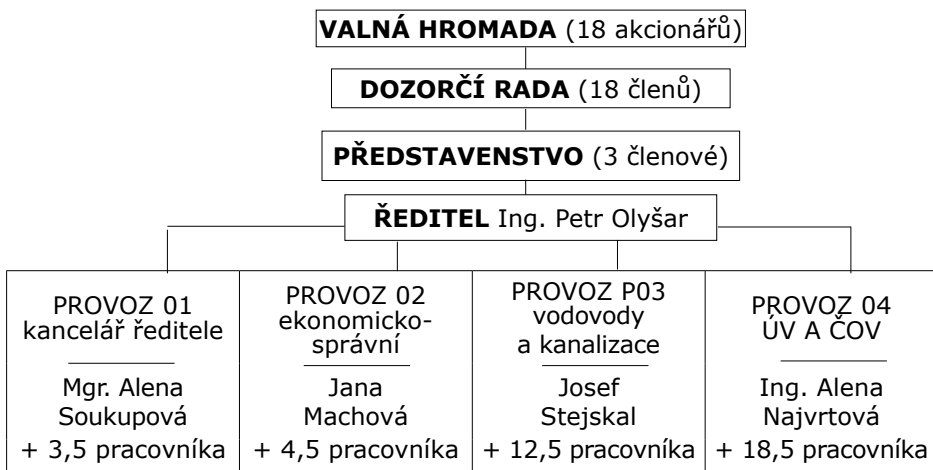 VALNÁ HROMADA (18 akcionářů)
DOZORČÍ RADA (18 členů)
PŘEDSTAVENSTVO (3 členové)
ŘEDITEL Ing. Petr Olyšar
PROVOZ 01
kancelář ředitele
Mgr. Alena
Soukupová
+ 3,5 pracovníka
PROVOZ 02
ekonomicko-
správní
Jana
Machová
+ 4,5 pracovníka
PROVOZ P03
vodovody
a kanalizace
Josef
Stejskal
+ 12,5 pracovníka
PROVOZ 04
ÚV A ČOV
Ing. Alena
Najvrtová
+ 18,5 pracovníka